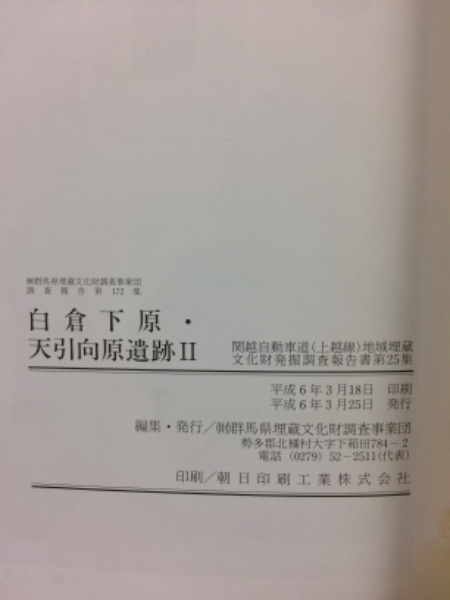 ㈶群馬県埋蔵文化財調査事業団
調査報告第172集
白倉下原・
天引向原遺跡II
関越自動車道(上越線)地域埋蔵
文化財発掘調査報告書第25集
平成6年3月18日 印刷
平成6年3月25日 発行
編集・発行/㈶群馬県埋蔵文化財調査事業団
勢多郡北橘村大字下箱田784-2
電話 (0279) 52-2511(代表)
印刷/朝日印刷工業株式会社